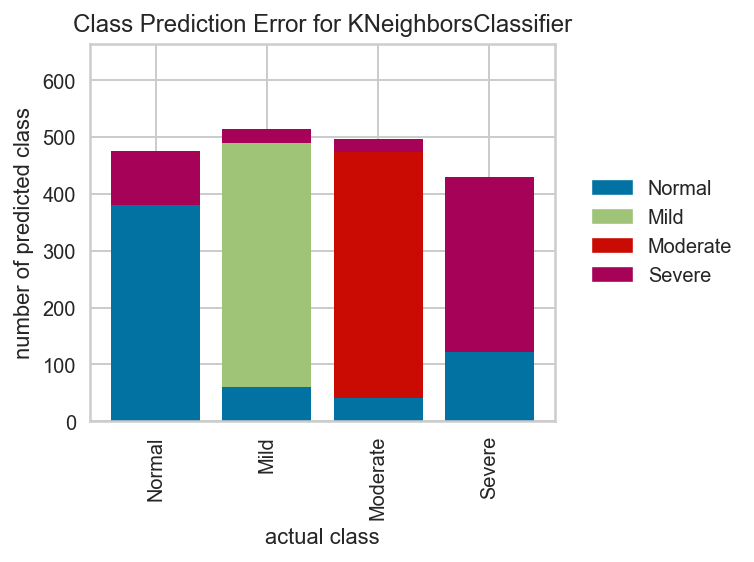 Class Prediction Error for KNeighborsClassifier
number of predicted class
600
500
400
300
200
100
0
Normal
Mild
Moderate
Severe
actual class
Normal
Mild
Moderate
Severe